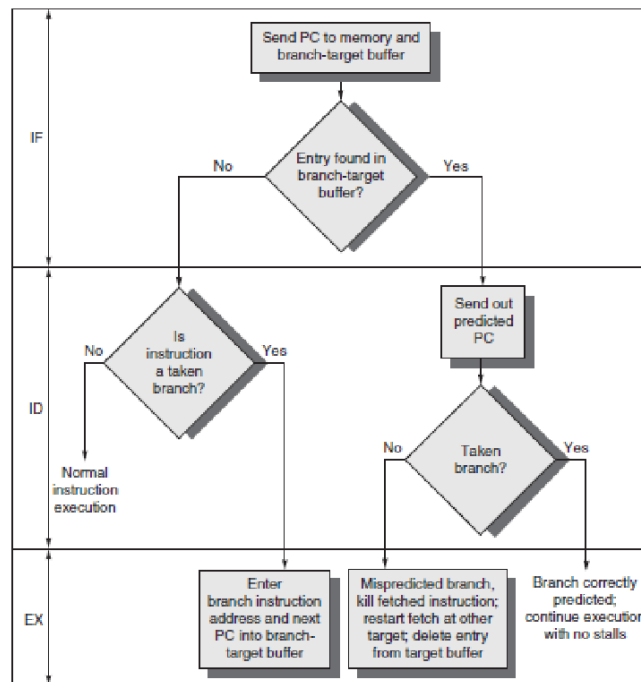 Send PC to memory and
branch-target buffer
IF
No
Entry found in
branch-target
buffer?
Yes
Send out
predicted
PC
No
Is
instruction
a taken
branch?
Yes
ID
No
Taken
branch?
Yes
Normal
instruction
execution
EX
Enter
branch instruction
address and next
PC into branch-
target buffer
Mispredicted branch,
kill fetched instruction;
restart fetch at other
target; delete entry
from target buffer
Branch correctly
predicted;
continue execution
with no stalls